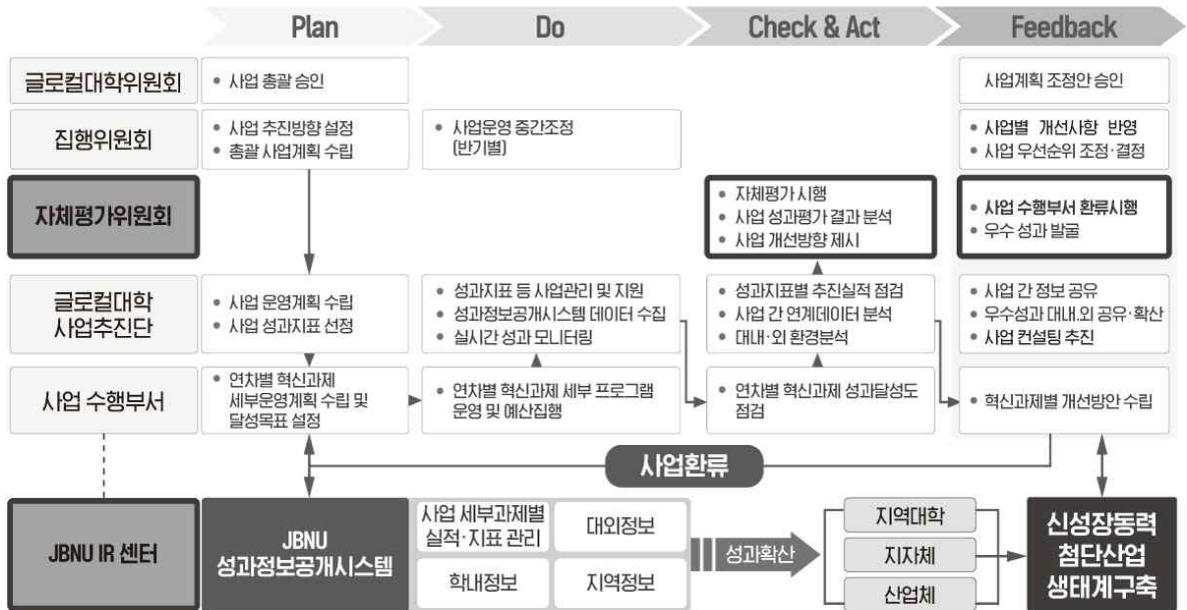 Plan
Do
Check & Act
Feedback
글로컬대학위원회
• 사업 총괄 승인
사업계획 조정안 승인
집행위원회
• 사업 추진방향 설정
• 총괄 사업계획 수립
• 사업운영 중간조정
(반기별)
• 사업별 개선사항 반영
• 사업 우선순위 조정·결정
자체평가위원회
• 자체평가 시행
• 사업 성과평가 결과 분석
• 사업 개선방향 제시
• 사업 수행부서 환류시행
• 우수 성과 발굴
글로컬대학
사업추진단
• 사업 운영계획 수립
• 사업 성과지표 선정
• 성과지표 등 사업관리 및 지원
• 성과정보공개시스템 데이터 수집
• 실시간 성과 모니터링
• 성과지표별 추진실적 점검
• 사업 간 연계데이터 분석
• 대내·외 환경분석
• 사업 간 정보 공유
• 우수성과 대내.외 공유·확산
• 사업 컨설팅 추진
사업 수행부서
• 연차별 혁신과제
세부운영계획 수립 및
달성목표 설정
• 연차별 혁신과제 세부 프로그램
운영 및 예산집행
• 연차별 혁신과제 성과달성도
점검
• 혁신과제별 개선방안 수립
사업환류
JBNU IR 센터
JBNU
성과정보공개시스템
사업 세부과제별
실적·지표 관리
대외정보
학내정보
지역정보
성과확산
지역대학
지자체
산업체
신성장동력
첨단산업
생태계구축